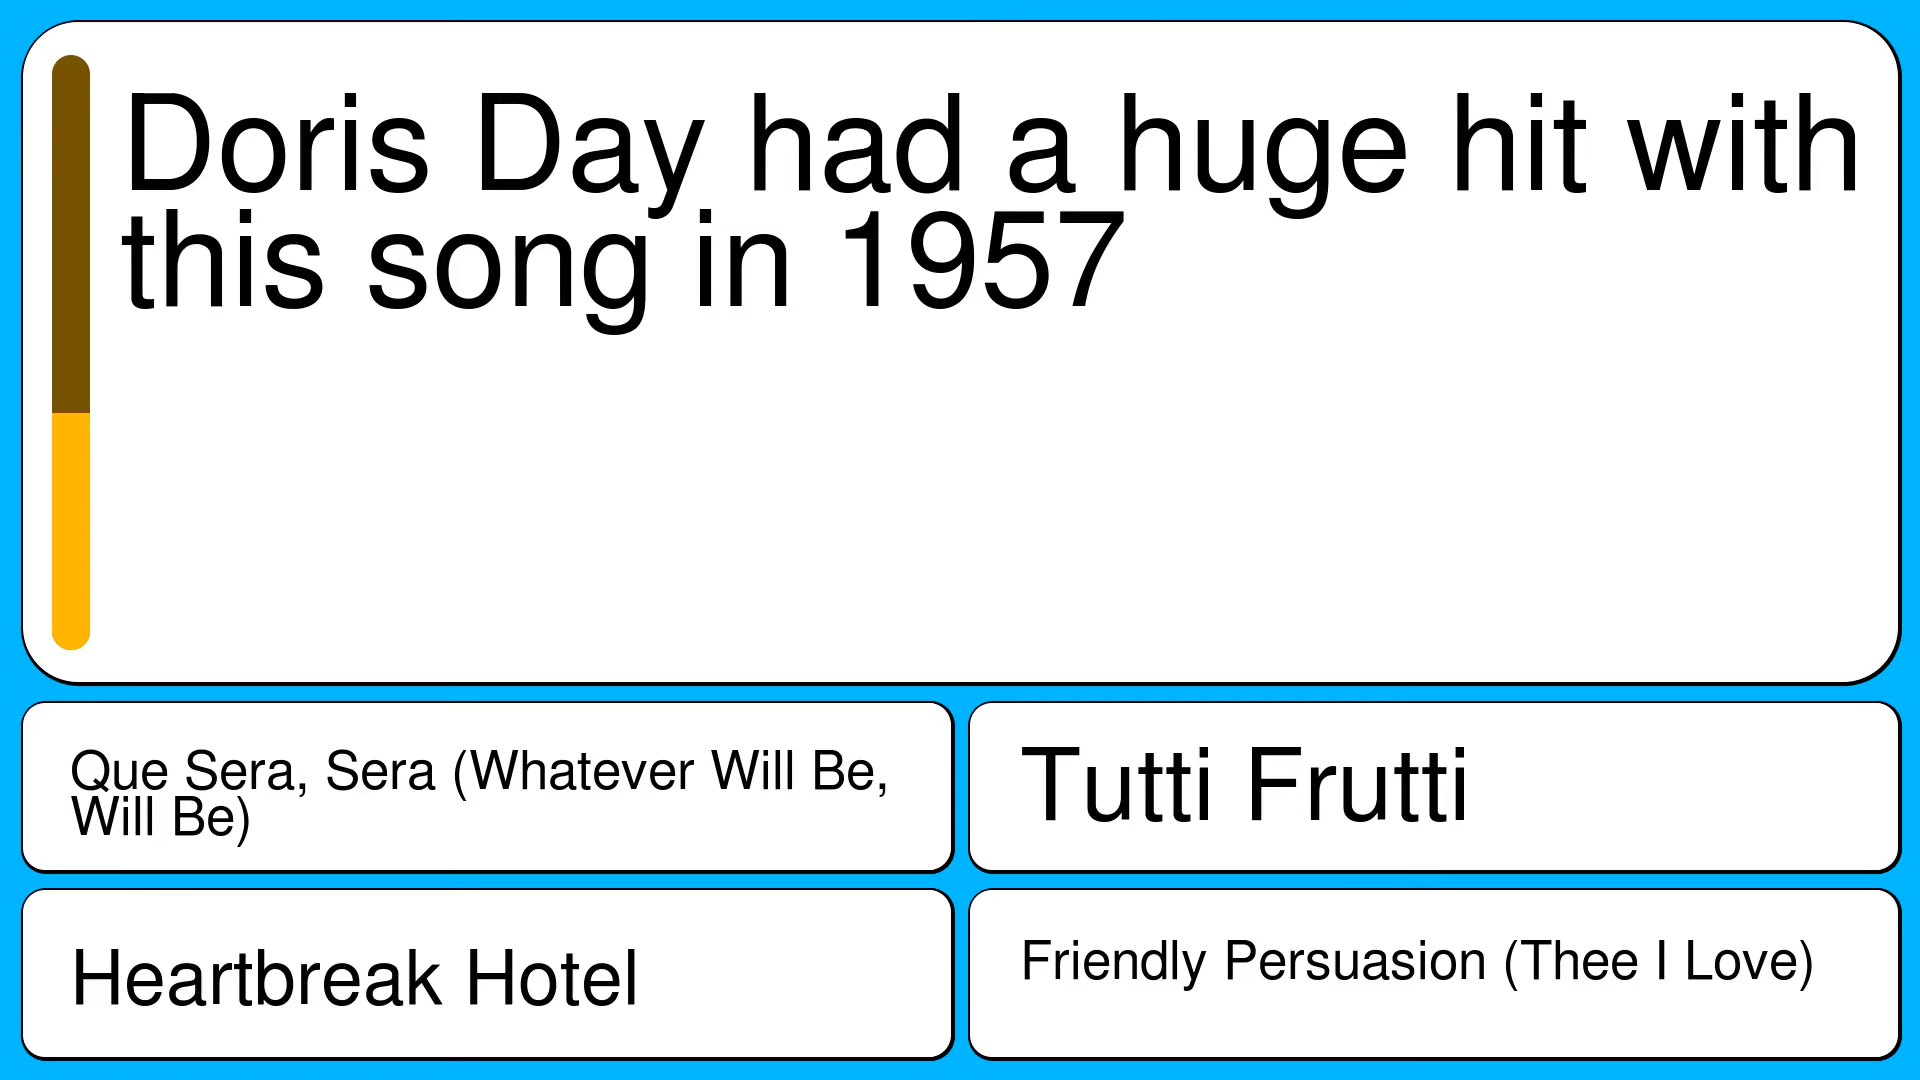 Doris Day had a huge hit with
this song in 1957
Que Sera, Sera (Whatever Will Be,
Will Be)
Tutti Frutti
Heartbreak Hotel
Friendly Persuasion (Thee I Love)